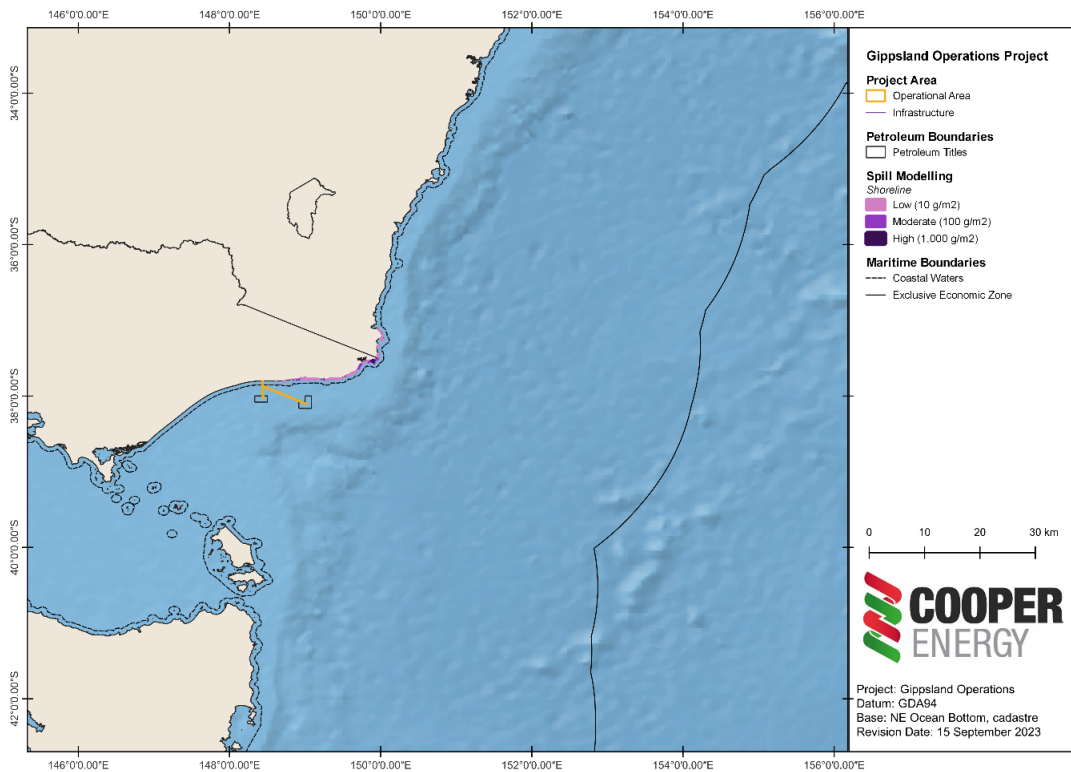 146°0'0.00"E 148°0'0.00"E 150°0'0.00"E 152°0'0.00"E 154°0'0.00"E 156°0'0.00"E
34°0'0.00"S
36°0'0.00"S
38°0'0.00"S
40°0'0.00"S
42°0'0.00"S
146°0'0.00"E 148°0'0.00"E 150°0'0.00"E 152°0'0.00"E 154°0'0.00"E 156°0'0.00"E
Gippsland Operations Project
Project Area
Operational Area
Infrastructure
Petroleum Boundaries
Petroleum Titles
Spill Modelling
Shoreline
Low (10 g/m2)
Moderate (100 g/m2)
High (1,000 g/m2)
Maritime Boundaries
Coastal Waters
Exclusive Economic Zone
0 10 20 30 km
COOPER
ENERGY
Project: Gippsland Operations
Datum: GDA94
Base: NE Ocean Bottom, cadastre
Revision Date: 15 September 2023